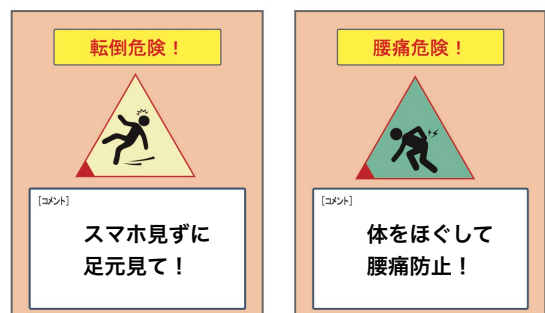 転倒危険！
[コメント]
スマホ見ずに
足元見て！
腰痛危険！
[コメント]
体をほぐして
腰痛防止！